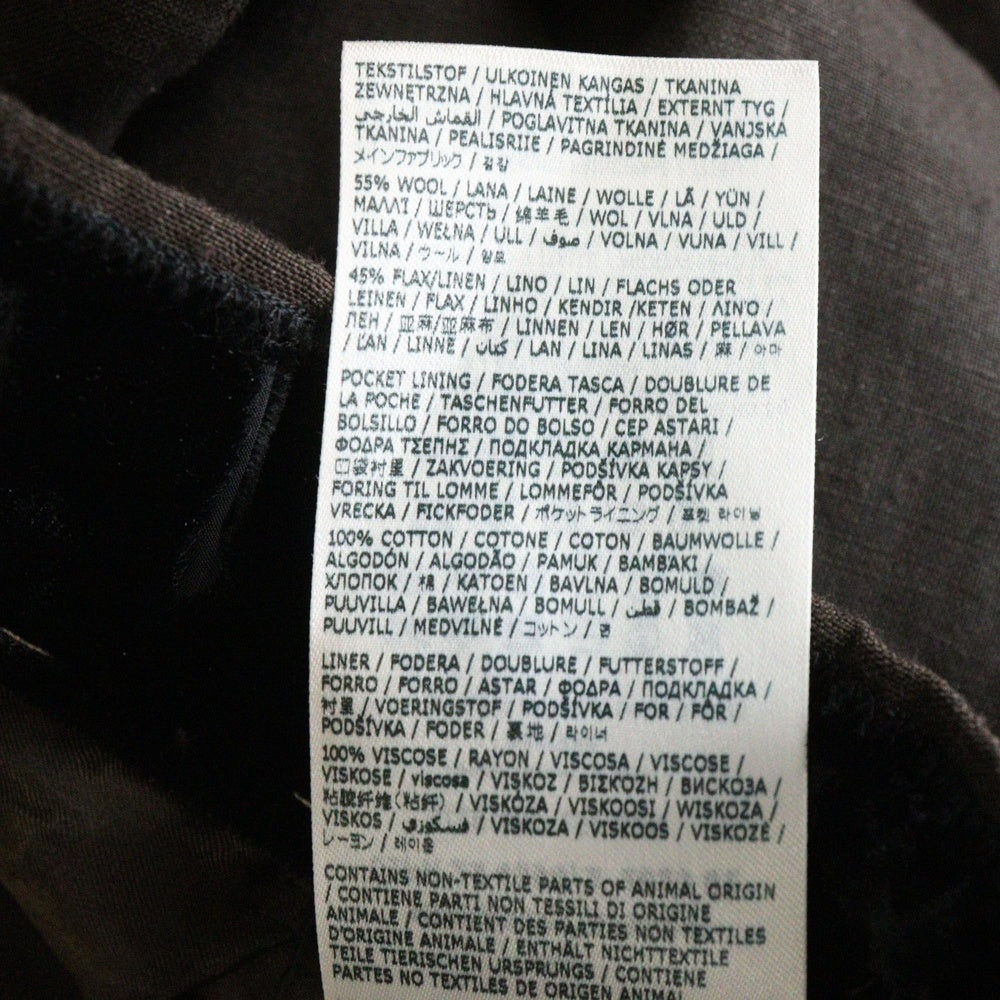 TEKSTILSTOF / ULKOINEN KANGAS / TKANINA
ZEWNĘTRZNA / HLAVNÁ TEXTÍLIA / EXTERNT TYG /
القماش الخارجي / POGLAVITNA TKANINA / VANJSKA
TKANINA / PEALISRIIE / PAGRINDINĖ MEDŽIAGA /
メインファブリック / 겉감
55% WOOL / LANA / LAINE / WOLLE / LÃ / YÜN /
ΜΑΛΛΙ / ШЕРСТЬ / 绵羊毛 / WOL / VLNA / ULD /
VILLA / WEŁNA / ULL / صوف / VOLNA / VUNA / VILL /
VILNA / ウール / 양모
45% FLAX/LINEN / LINO / LIN / FLACHS ODER
LEINEN / FLAX / LINHO / KENDIR /KETEN / ΛΙΝΌ /
ЛЕН / 亚麻/亚麻布 / LINNEN / LEN / HØR / PELLAVA
/ ĽAN / LINNE / كتان / LAN / LINA / LINAS / 麻 / 아마
POCKET LINING / FODERA TASCA / DOUBLURE DE
LA POCHE / TASCHENFUTTER / FORRO DEL
BOLSILLO / FORRO DO BOLSO / CEP ASTARI /
ΦΟΔΡΑ ΤΣΕΠΗΣ / ПОДКЛАДКА КАРМАНА /
口袋衬里 / ZAKVOERING / PODŠÍVKA KAPSY /
FORING TIL LOMME / LOMMEFÔR / PODŠÍVKA
VRECKA / FICKFODER / ポケットライニング / 포켓 라이닝
100% COTTON / COTONE / COTON / BAUMWOLLE /
ALGODÓN / ALGODÃO / PAMUK / ΒΑΜΒΆΚΙ /
ХЛОПОК / 棉 / KATOEN / BAVLNA / BOMULD /
PUUVILLA / BAWEŁNA / BOMULL / قطن / BOMBAŽ /
PUUVILL / MEDVILNĖ / コットン / 면
LINER / FODERA / DOUBLURE / FUTTERSTOFF /
FORRO / FORRO / ASTAR / ΦΟΔΡΑ / ПОДКЛАДКА /
衬里 / VOERINGSTOF / PODŠÍVKA / FOR / FÔR /
PODŠÍVKA / FODER / 裏地 / 라이너
100% VISCOSE / RAYON / VISCOSA / VISCOSE /
VISKOSE / viscosa / VISKOZ / ΒΙΣΚΌΖΗ / ВИСКОЗА /
粘胶纤维(粘纤) / VISKÓZA / VISKOOSI / WISKOZA /
VISKOS / فيسكوزي / VISKOZA / VISKOOS / VISKOZĖ /
レーヨン / 레이온
CONTAINS NON-TEXTILE PARTS OF ANIMAL ORIGIN
/ CONTIENE PARTI NON TESSILI DI ORIGINE
ANIMALE / CONTIENT DES PARTIES NON TEXTILES
D'ORIGINE ANIMALE / ENTHÄLT NICHTTEXTILE
TEILE TIERISCHEN URSPRUNGS / CONTIENE
PARTES NO TEXTILES DE ORIGEN ANIMAL